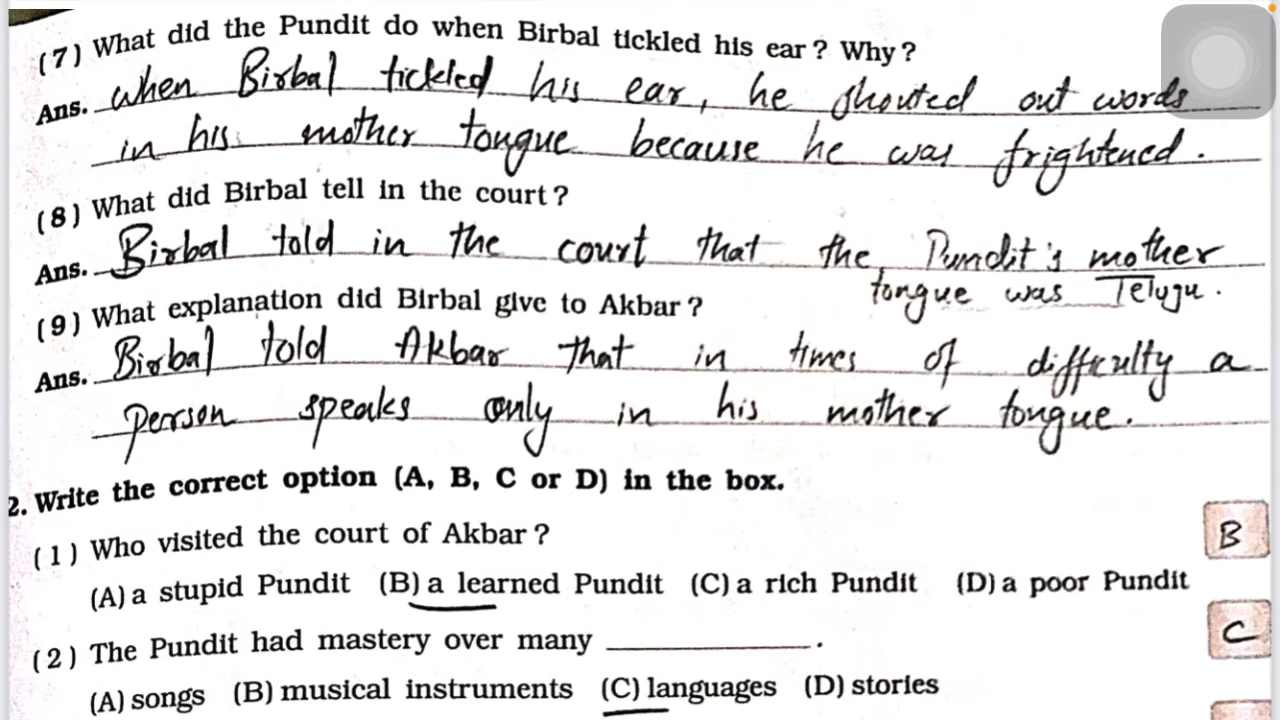 (7) What did the Pundit do when Birbal tickled his ear? Why?
Ans. When Birbal tickled his ear, he shouted out words
in his mother tongue because he was frightened.
(8) What did Birbal tell in the court?
Ans. Birbal told in the court that the Pundit's mother
tongue was Telugu.
(9) What explanation did Birbal give to Akbar?
Ans. Birbal told Akbar that in times of difficulty a
person speaks only in his mother tongue.
2. Write the correct option (A, B, C or D) in the box.
(1) Who visited the court of Akbar? B
(A) a stupid Pundit (B) a learned Pundit (C) a rich Pundit (D) a poor Pundit
(2) The Pundit had mastery over many ____________. C
(A) songs (B) musical instruments (C) languages (D) stories